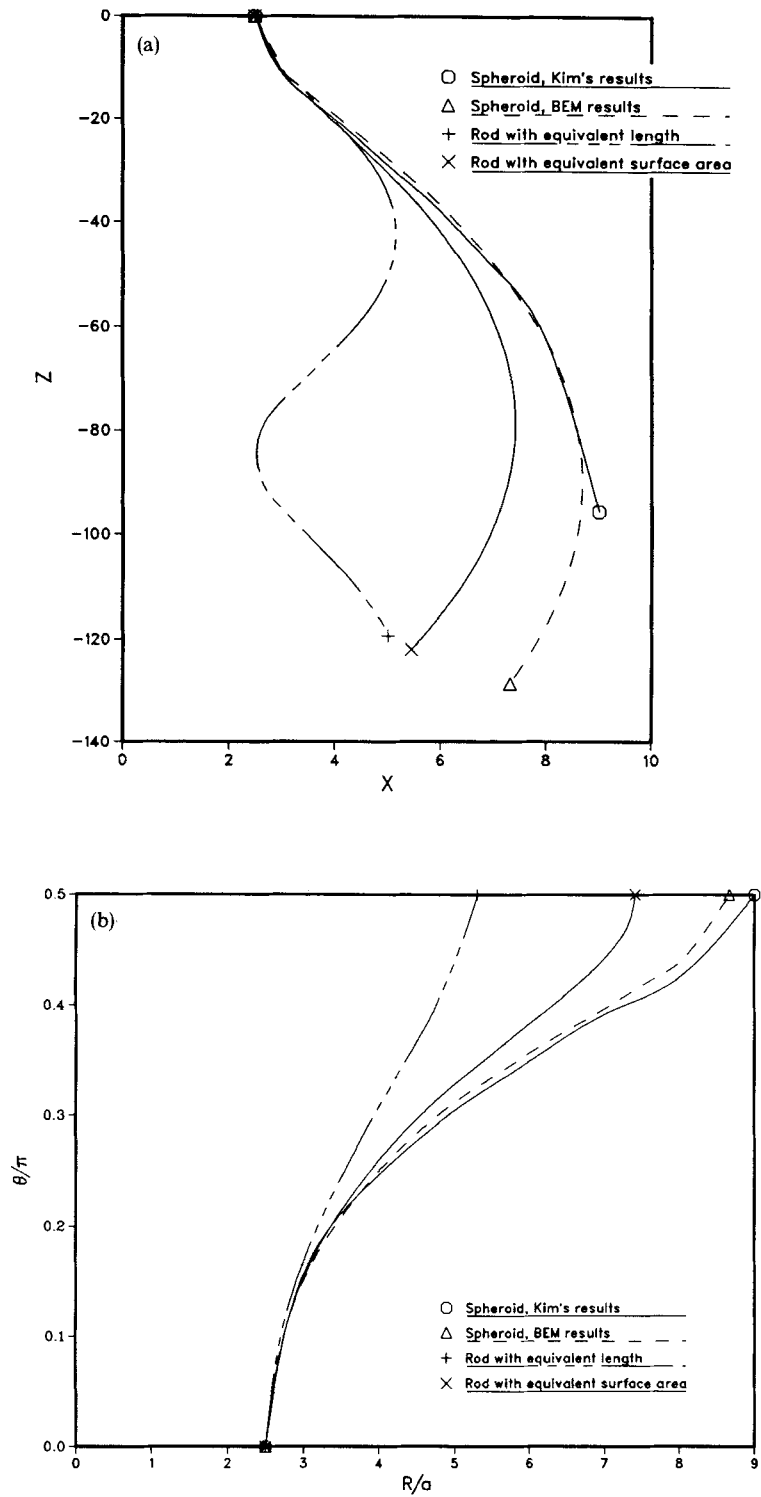 (a)
0
-20
-40
-60
-80
-100
-120
-140
Z
Spheroid, Kim's results
Spheroid, BEM results
Rod with equivalent length
Rod with equivalent surface area
0 2 4 6 8 10
X
(b)
0.5
0.4
0.3
0.2
0.1
0.0
θ/π
Spheroid, Kim's results
Spheroid, BEM results
Rod with equivalent length
Rod with equivalent surface area
0 1 2 3 4 5 6 7 8 9
R/a